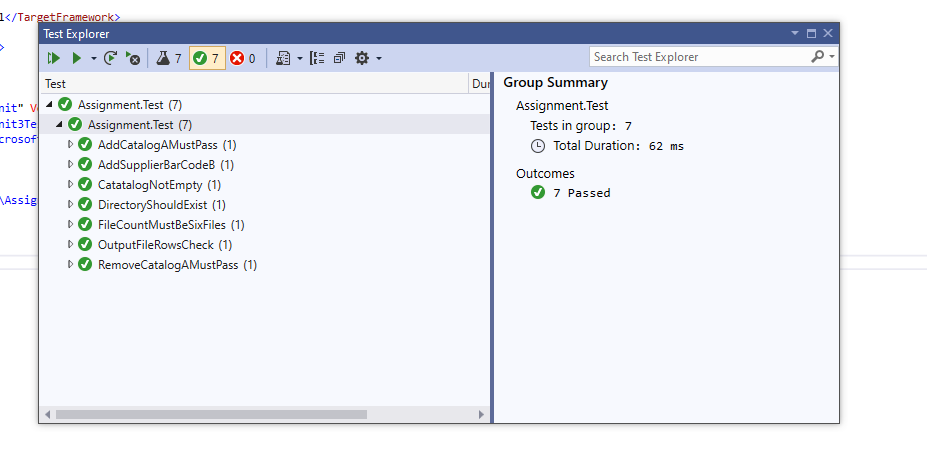 1</TargetFramework>
>
Test Explorer
7 7 0
Search Test Explorer
Test Dur
Assignment.Test (7)
Assignment.Test (7)
AddCatalogAMustPass (1)
AddSupplierBarCodeB (1)
CatatalogNotEmpty (1)
DirectoryShouldExist (1)
FileCountMustBeSixFiles (1)
OutputFileRowsCheck (1)
RemoveCatalogAMustPass (1)
Group Summary
Assignment.Test
Tests in group: 7
Total Duration: 62 ms
Outcomes
7 Passed
nit" V
nit3Te
crosoft
\Assig